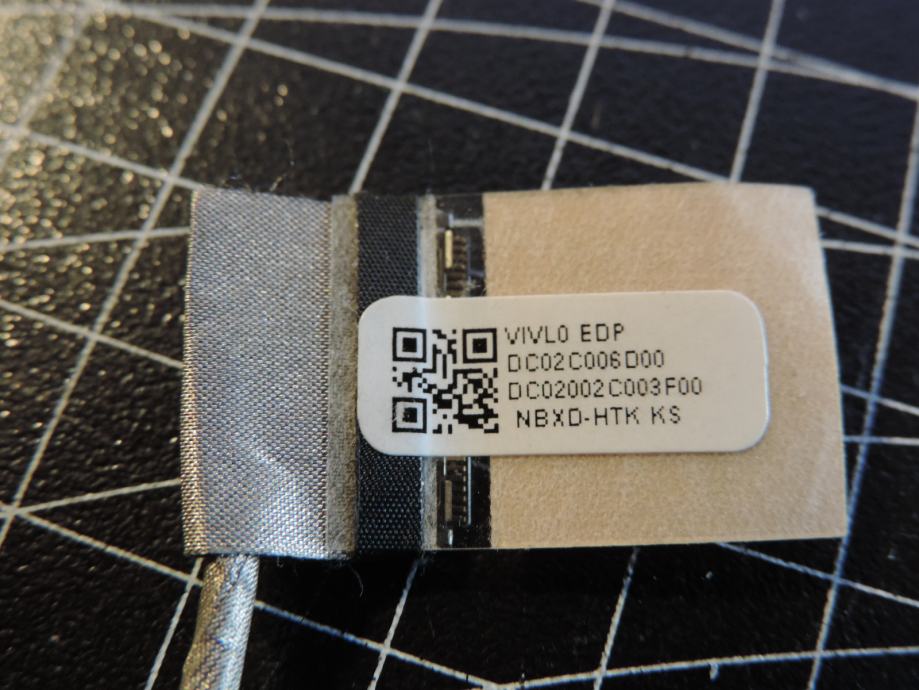 VIVL0 EDP
DC02C006D00
DC02002C003F00
NBXD-HTK KS